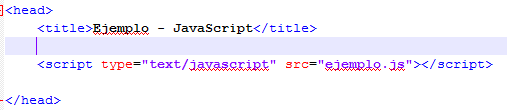 <head>
<title>Ejemplo - JavaScript</title>
<script type="text/javascript" src="ejemplo.js"></script>
</head>